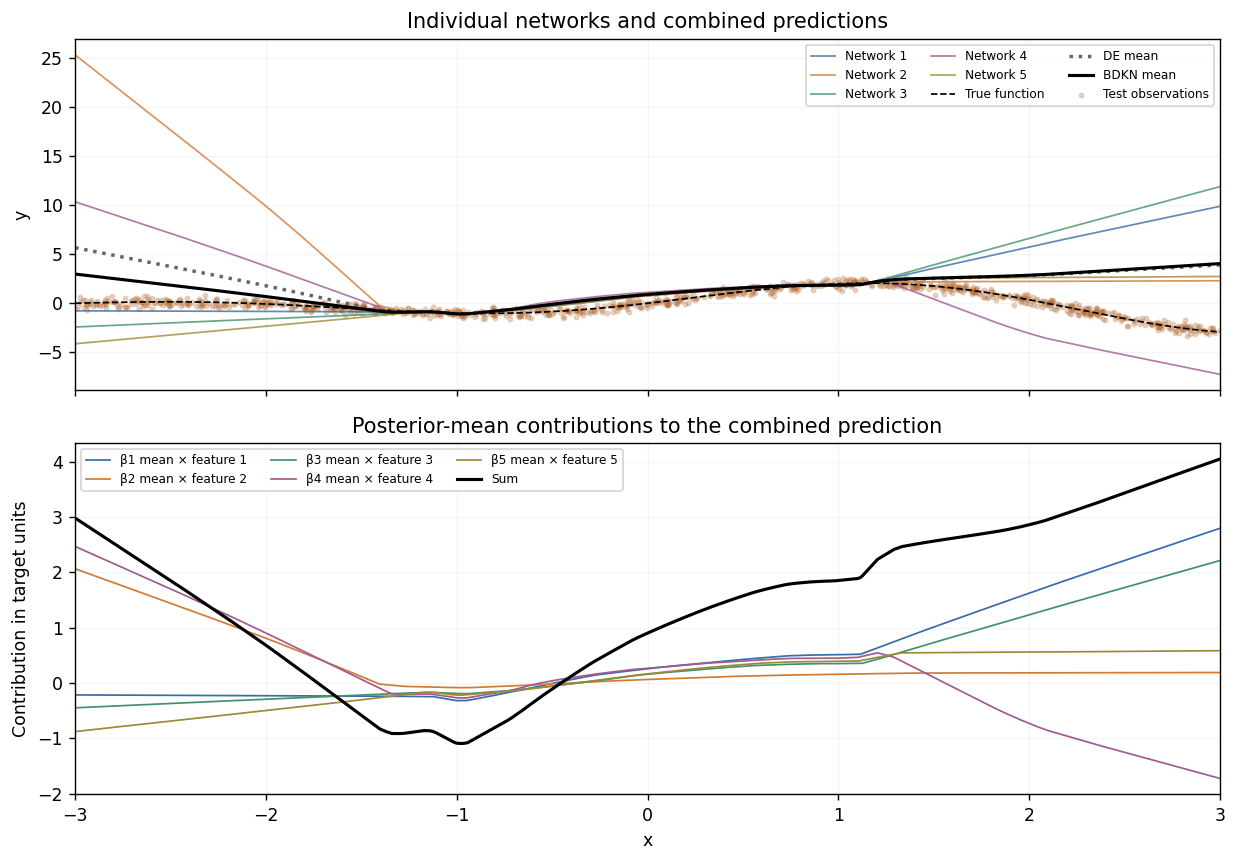 Individual networks and combined predictions
25
20
15
10
5
0
−5
y
Network 1
Network 2
Network 3
Network 4
Network 5
True function
DE mean
BDKN mean
Test observations
Posterior-mean contributions to the combined prediction
4
3
2
1
0
−1
−2
Contribution in target units
β1 mean × feature 1
β2 mean × feature 2
β3 mean × feature 3
β4 mean × feature 4
β5 mean × feature 5
Sum
−3
−2
−1
0
1
2
3
x